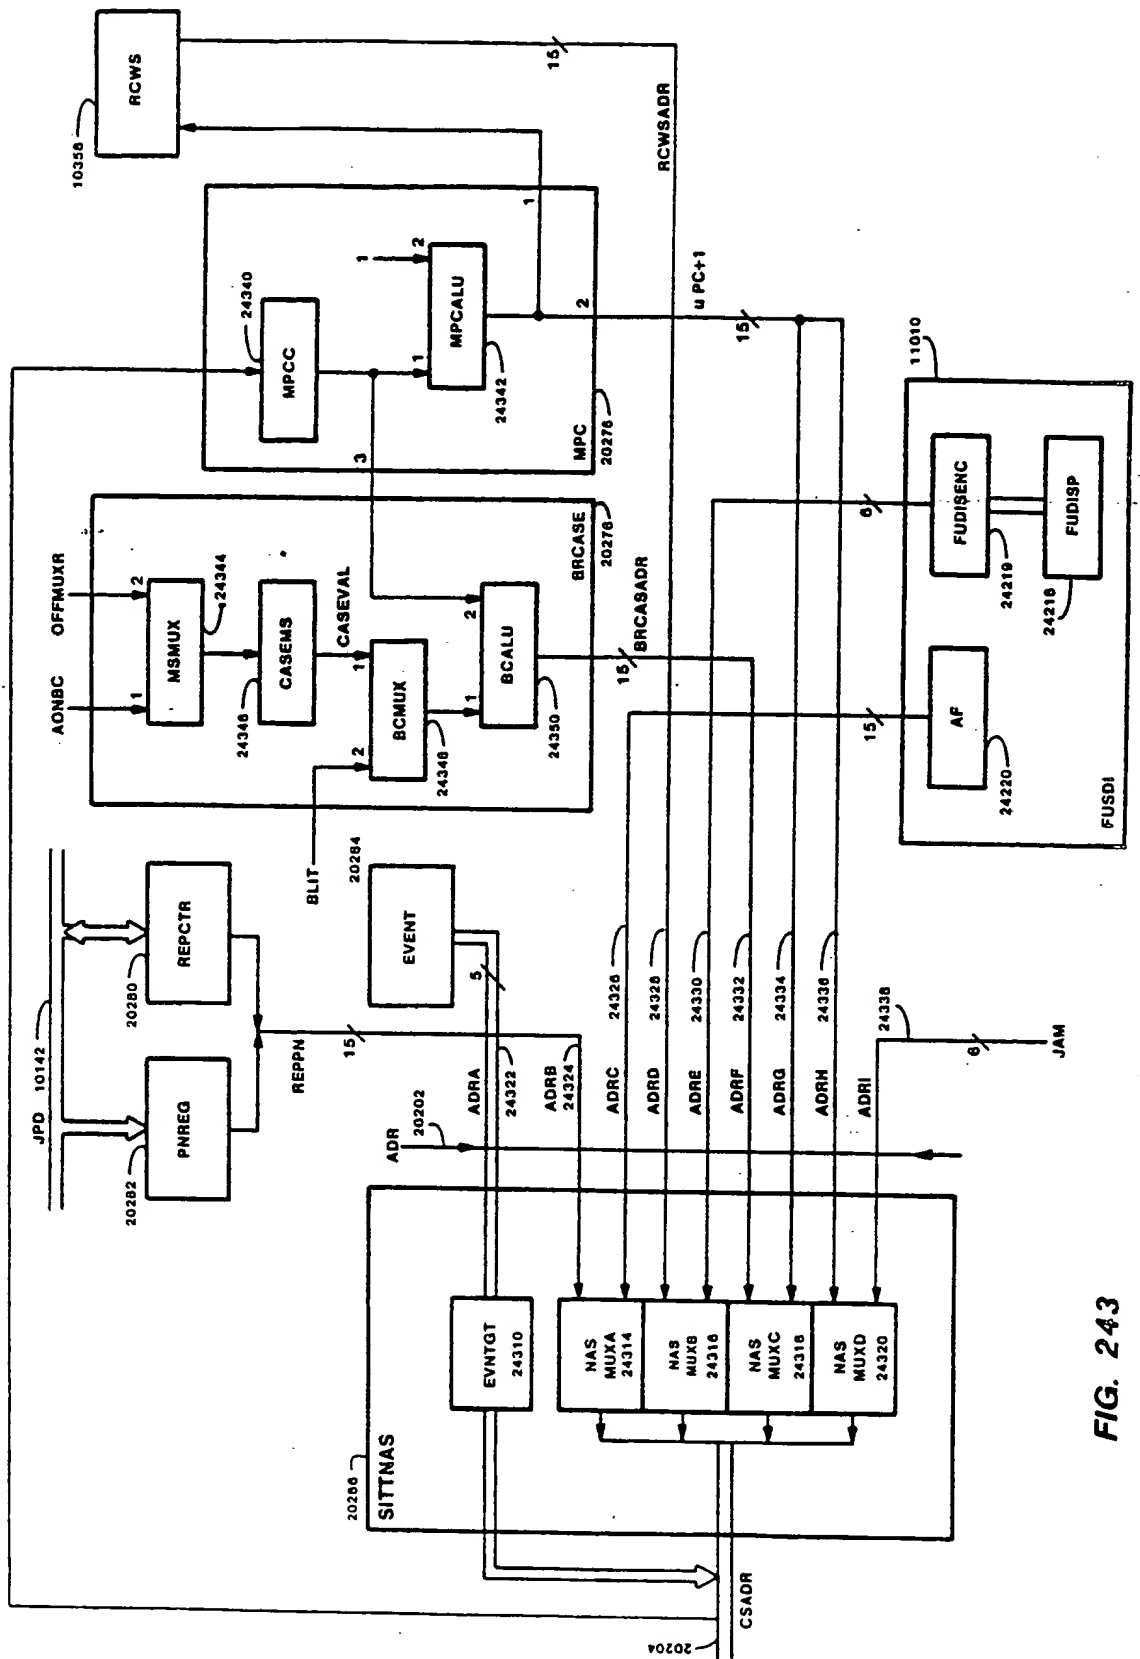 JPD
10142
20282
PNREG
20280
REPCTR
REPPN
15
20284
EVENT
5
AONBC
OFFMUXR
1
2
MSMUX
24344
24346
CASEMS
CASEVAL
1
2
BCMUX
24348
BLIT
2
1
BCALU
24350
BRCASE
20276
15
BRCASADR
24340
MPCC
3
1
1
2
MPCALU
24342
MPC
20276
1
2
10358
RCWS
15
RCWSADR
15
u PC+1
ADR
20202
ADRA
24322
ADRB
24324
ADRC
24326
ADRD
24328
ADRE
24330
ADRF
24332
ADRG
24334
ADRH
24336
ADRI
24338
6
JAM
15
6
11010
AF
24220
FUDISENC
24219
FUDISP
24218
FUSDI
20286
SITTNAS
EVNTGT
24310
NAS
MUXA
24314
NAS
MUXB
24316
NAS
MUXC
24318
NAS
MUXD
24320
20204
CSADR
FIG. 243